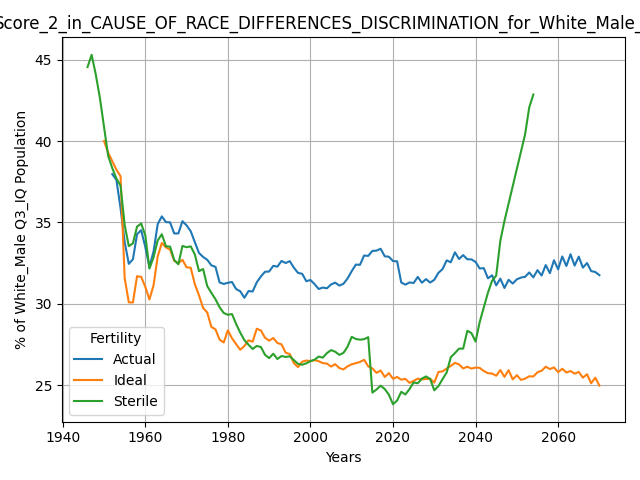 Score_2_in_CAUSE_OF_RACE_DIFFERENCES_DISCRIMINATION_for_White_Male_
% of White_Male Q3_IQ Population
45
40
35
30
25
Fertility
Actual
Ideal
Sterile
1940
1960
1980
2000
2020
2040
2060
Years